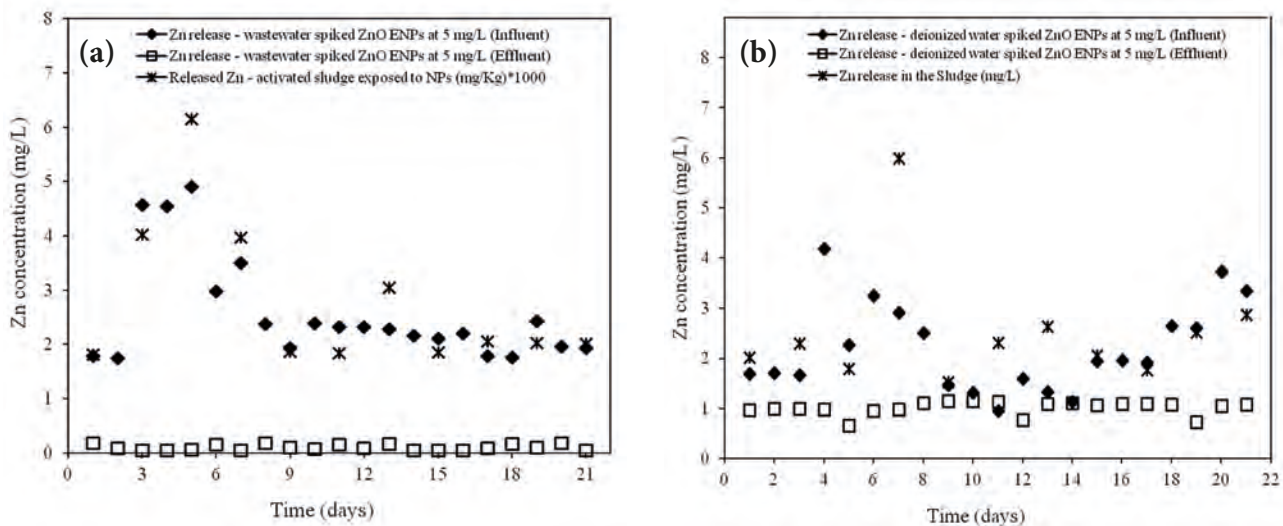 (a)
Zn release - wastewater spiked ZnO ENPs at 5 mg/L (Influent)
Zn release - wastewater spiked ZnO ENPs at 5 mg/L (Effluent)
Released Zn - activated sludge exposed to NPs (mg/Kg)*1000
Zn concentration (mg/L)
8
7
6
5
4
3
2
1
0
0 3 6 9 12 15 18 21
Time (days)
(b)
Zn release - deionized water spiked ZnO ENPs at 5 mg/L (Influent)
Zn release - deionized water spiked ZnO ENPs at 5 mg/L (Effluent)
Zn release in the Sludge (mg/L)
Zn concentration (mg/L)
8
7
6
5
4
3
2
1
0
0 2 4 6 8 10 12 14 16 18 20 22
Time (days)